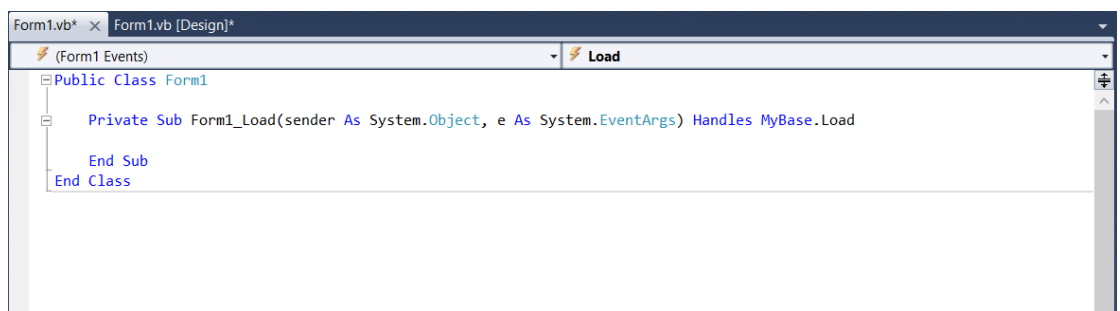 Form1.vb* × Form1.vb [Design]*
(Form1 Events) Load
Public Class Form1
Private Sub Form1_Load(sender As System.Object, e As System.EventArgs) Handles MyBase.Load
End Sub
End Class